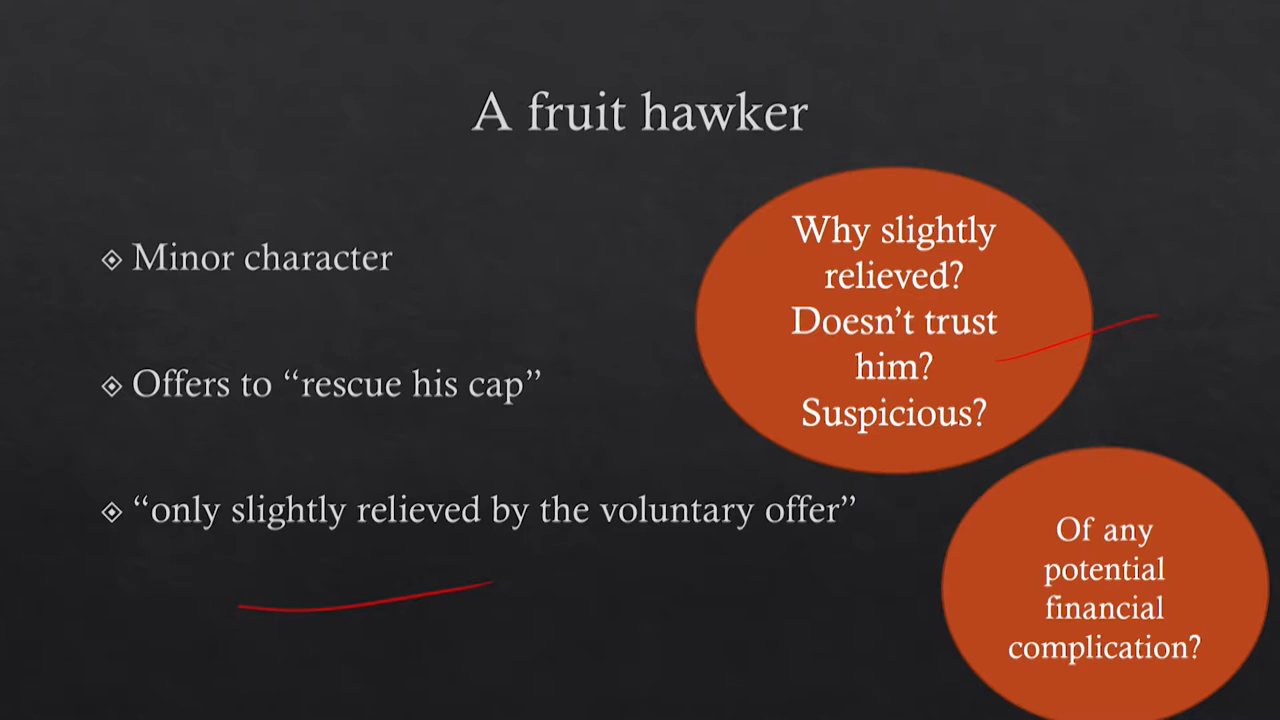 A fruit hawker
Minor character
Offers to “rescue his cap”
“only slightly relieved by the voluntary offer”
Why slightly
relieved?
Doesn’t trust
him?
Suspicious?
Of any
potential
financial
complication?